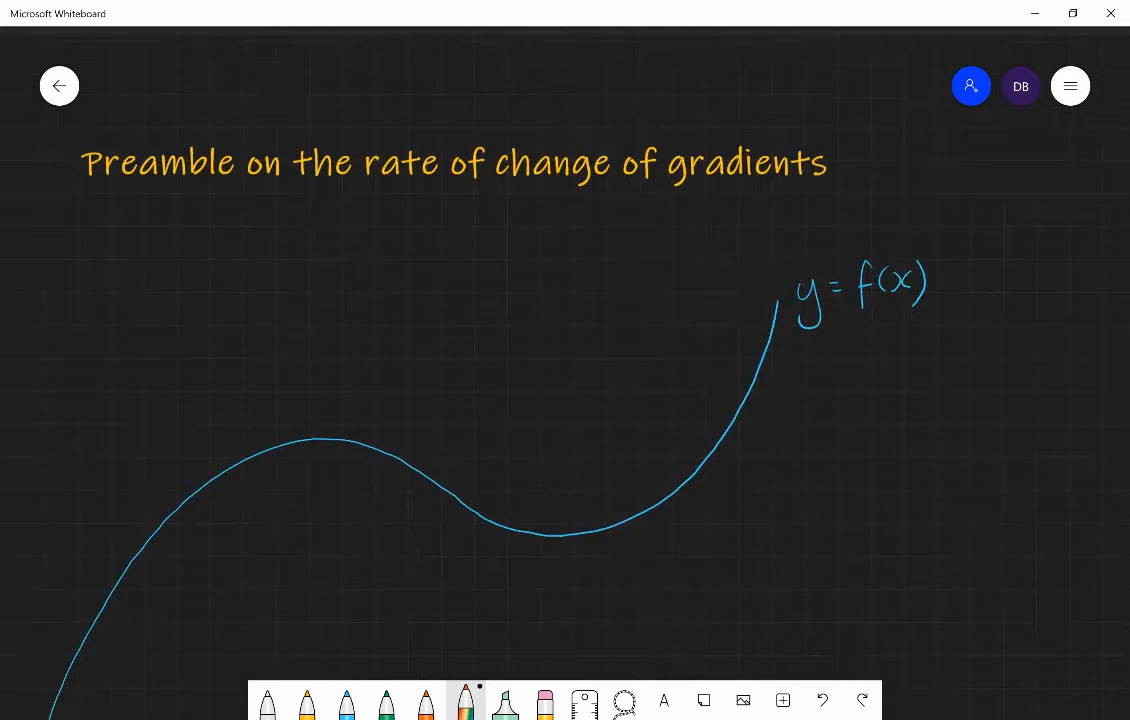 Microsoft Whiteboard
DB
Preamble on the rate of change of gradients
y = f(x)
A